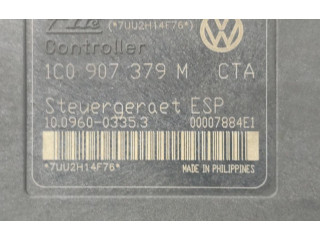 (*7UU2H14F76*)
Controller
1C0 907 379 M CTA
Steuergeraet ESP
10.0960-0335.3 00007884E1
*7UU2H14F76*
MADE IN PHILIPPINES